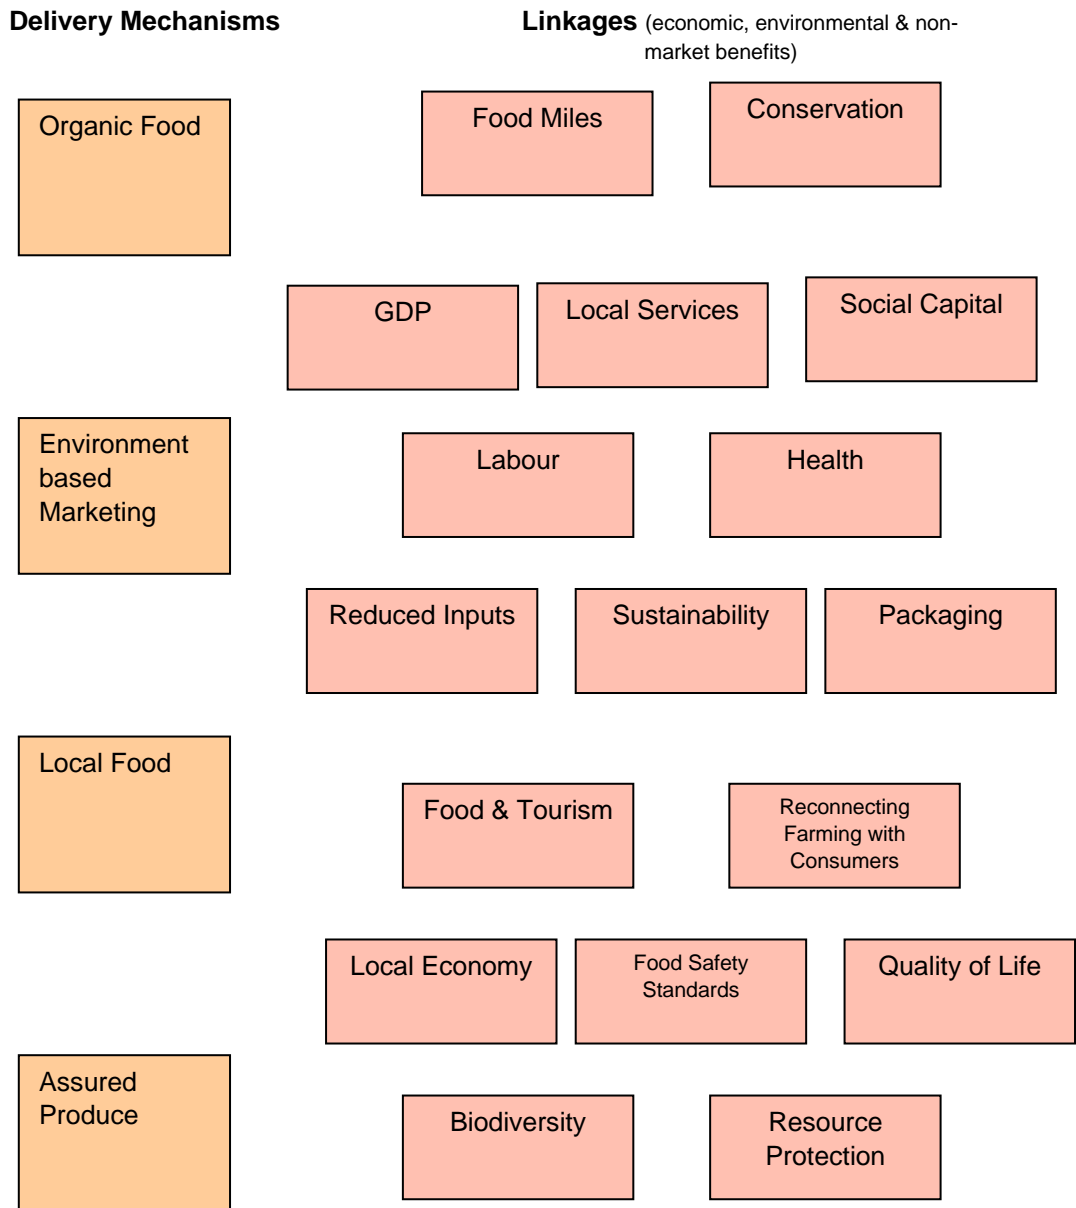 Delivery Mechanisms
Linkages (economic, environmental & non-
market benefits)
Organic Food
Food Miles
Conservation
GDP
Local Services
Social Capital
Environment
based
Marketing
Labour
Health
Reduced Inputs
Sustainability
Packaging
Local Food
Food & Tourism
Reconnecting
Farming with
Consumers
Local Economy
Food Safety
Standards
Quality of Life
Assured
Produce
Biodiversity
Resource
Protection